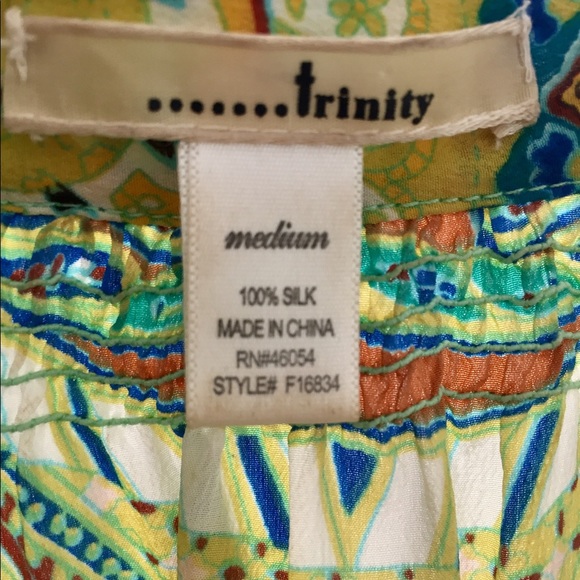 ........trinity
medium
100% SILK
MADE IN CHINA
RN#46054
STYLE# F16834